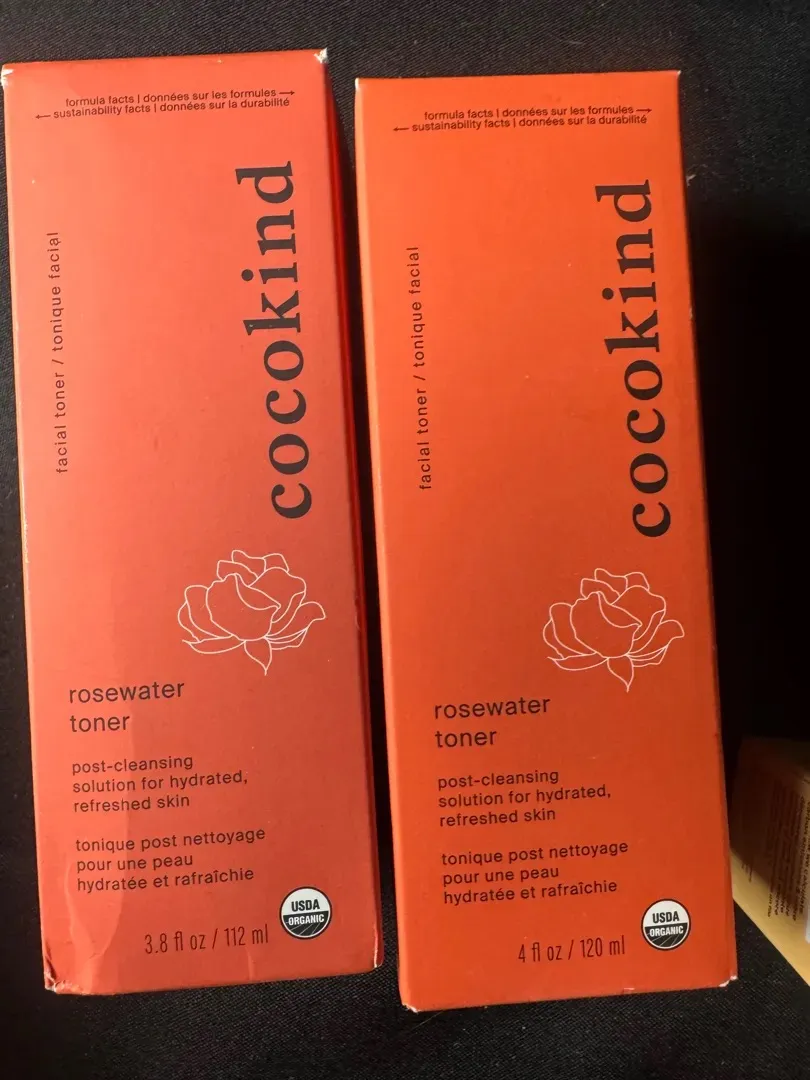 formula facts | données sur les formules →
← sustainability facts | données sur la durabilité
facial toner / tonique facial
cocokind
rosewater
toner
post-cleansing
solution for hydrated,
refreshed skin
tonique post nettoyage
pour une peau
hydratée et rafraîchie
3.8 fl oz / 112 ml
USDA
ORGANIC
formula facts | données sur les formules →
← sustainability facts | données sur la durabilité
facial toner / tonique facial
cocokind
rosewater
toner
post-cleansing
solution for hydrated,
refreshed skin
tonique post nettoyage
pour une peau
hydratée et rafraîchie
4 fl oz / 120 ml
USDA
ORGANIC